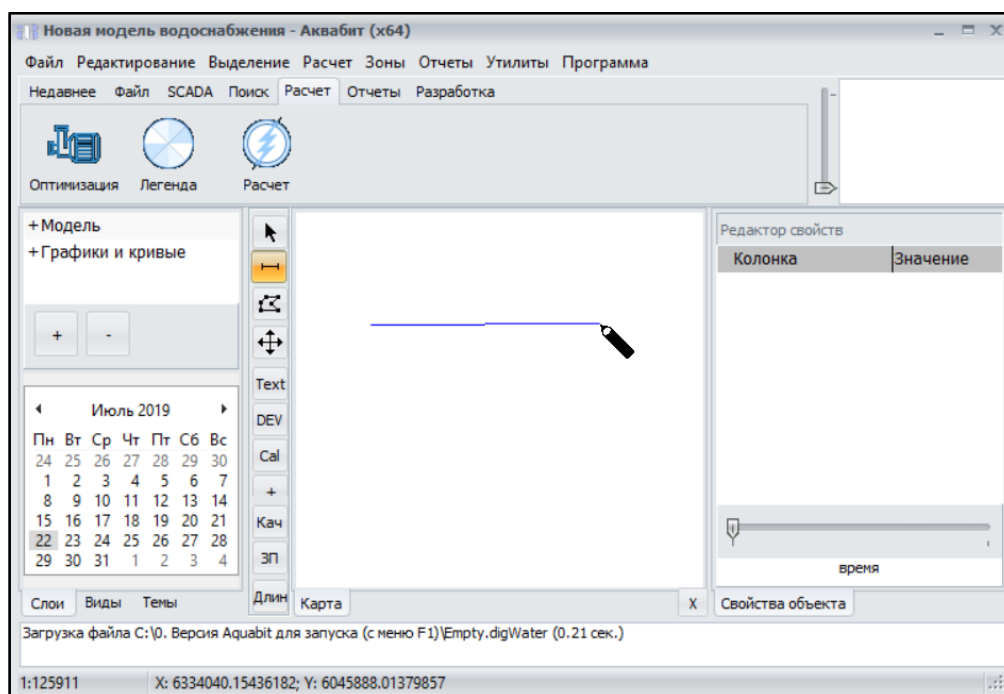 Новая модель водоснабжения - Аквабит (x64)
Файл Редактирование Выделение Расчет Зоны Отчеты Утилиты Программа
Недавнее Файл SCADA Поиск Расчет Отчеты Разработка
Оптимизация Легенда Расчет
+Модель
+Графики и кривые
+ -
Июль 2019
Пн Вт Ср Чт Пт Сб Вс
24 25 26 27 28 29 30
1 2 3 4 5 6 7
8 9 10 11 12 13 14
15 16 17 18 19 20 21
22 23 24 25 26 27 28
29 30 31 1 2 3 4
Слои Виды Темы
Text
DEV
Cal
+
Кач
ЗП
Длин
Карта X
Редактор свойств
Колонка Значение
время
Свойства объекта
Загрузка файла C:\0. Версия Aquabit для запуска (с меню F1)\Empty.digWater (0.21 сек.)
1:125911 X: 6334040.15436182; Y: 6045888.01379857